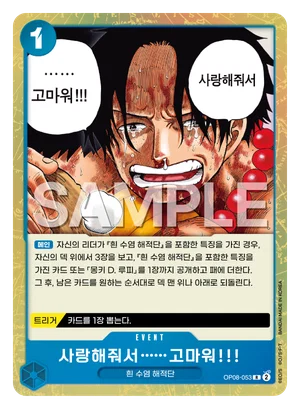 1
……
고마워!!!
사랑해줘서
SAMPLE
메인 자신의 리더가 『흰 수염 해적단』을 포함한 특징을 가진 경우,
자신의 덱 위에서 3장을 보고, 『흰 수염 해적단』을 포함한 특징을
가진 카드 또는 「몽키 D. 루피」를 1장까지 공개하고 패에 더한다.
그 후, 남은 카드를 원하는 순서대로 덱 맨 위나 아래로 되돌린다.
트리거 카드를 1장 뽑는다.
EVENT
사랑해줘서……고마워!!!
흰 수염 해적단
OP08-053 R 2